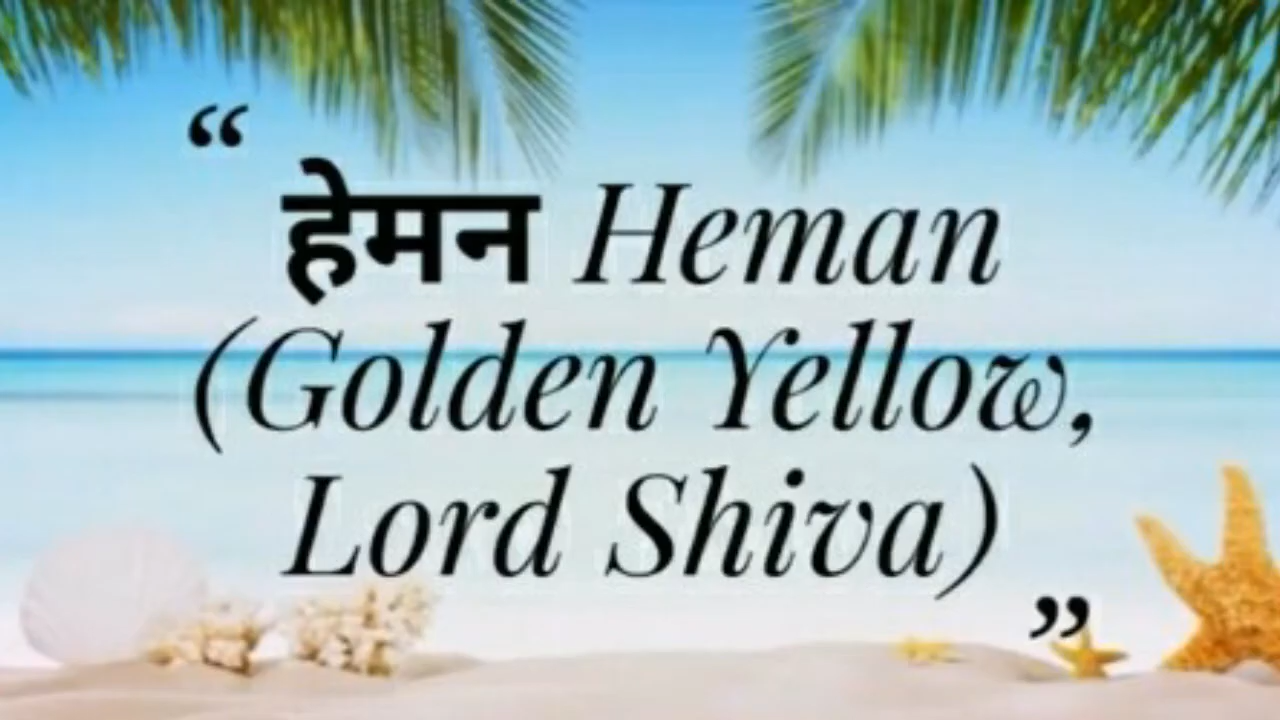 “
हेमन Heman
(Golden Yellow,
Lord Shiva)
”